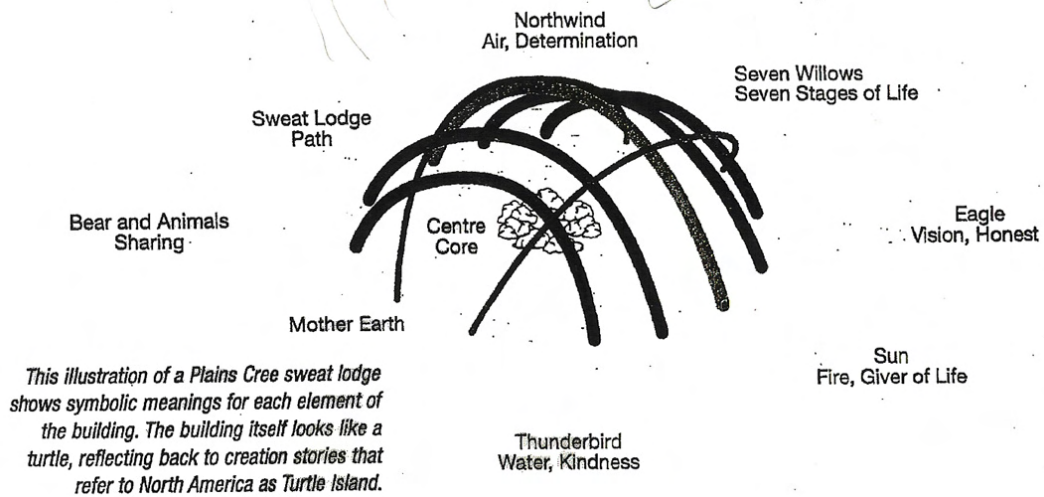 Northwind
Air, Determination
Seven Willows
Seven Stages of Life
Sweat Lodge
Path
Bear and Animals
Sharing
Centre
Core
Eagle
Vision, Honest
Mother Earth
Sun
Fire, Giver of Life
This illustration of a Plains Cree sweat lodge
shows symbolic meanings for each element of
the building. The building itself looks like a
turtle, reflecting back to creation stories that
refer to North America as Turtle Island.
Thunderbird
Water, Kindness